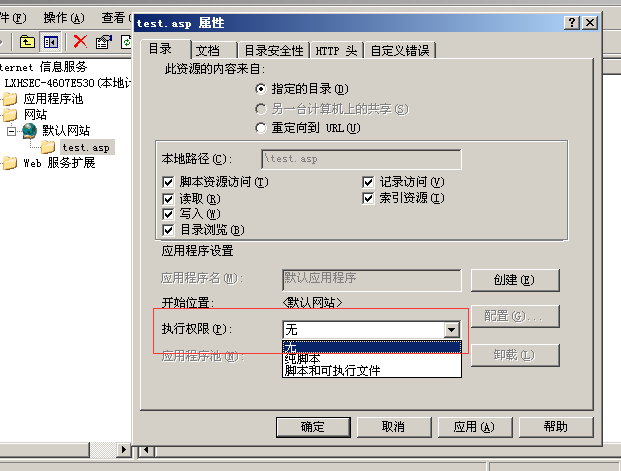 件(F) 操作(A) 查看(
ternet 信息服务
LXHSEC-4607E530(本地计
应用程序池
网站
默认网站
test.asp
Web 服务扩展
test.asp 属性
目录 文档 目录安全性 HTTP 头 自定义错误
此资源的内容来自:
指定的目录(D)
另一台计算机上的共享(S)
重定向到 URL(U)
本地路径(C): \test.asp
脚本资源访问(T) 记录访问(V)
读取(R) 索引资源(I)
写入(W)
目录浏览(B)
应用程序设置
应用程序名(M): 默认应用程序 创建(E)
开始位置: <默认网站>
执行权限(P): 无 配置(G)...
无
纯脚本
应用程序池(N): 卸载(L)
脚本和可执行文件
确定 取消 应用(A) 帮助